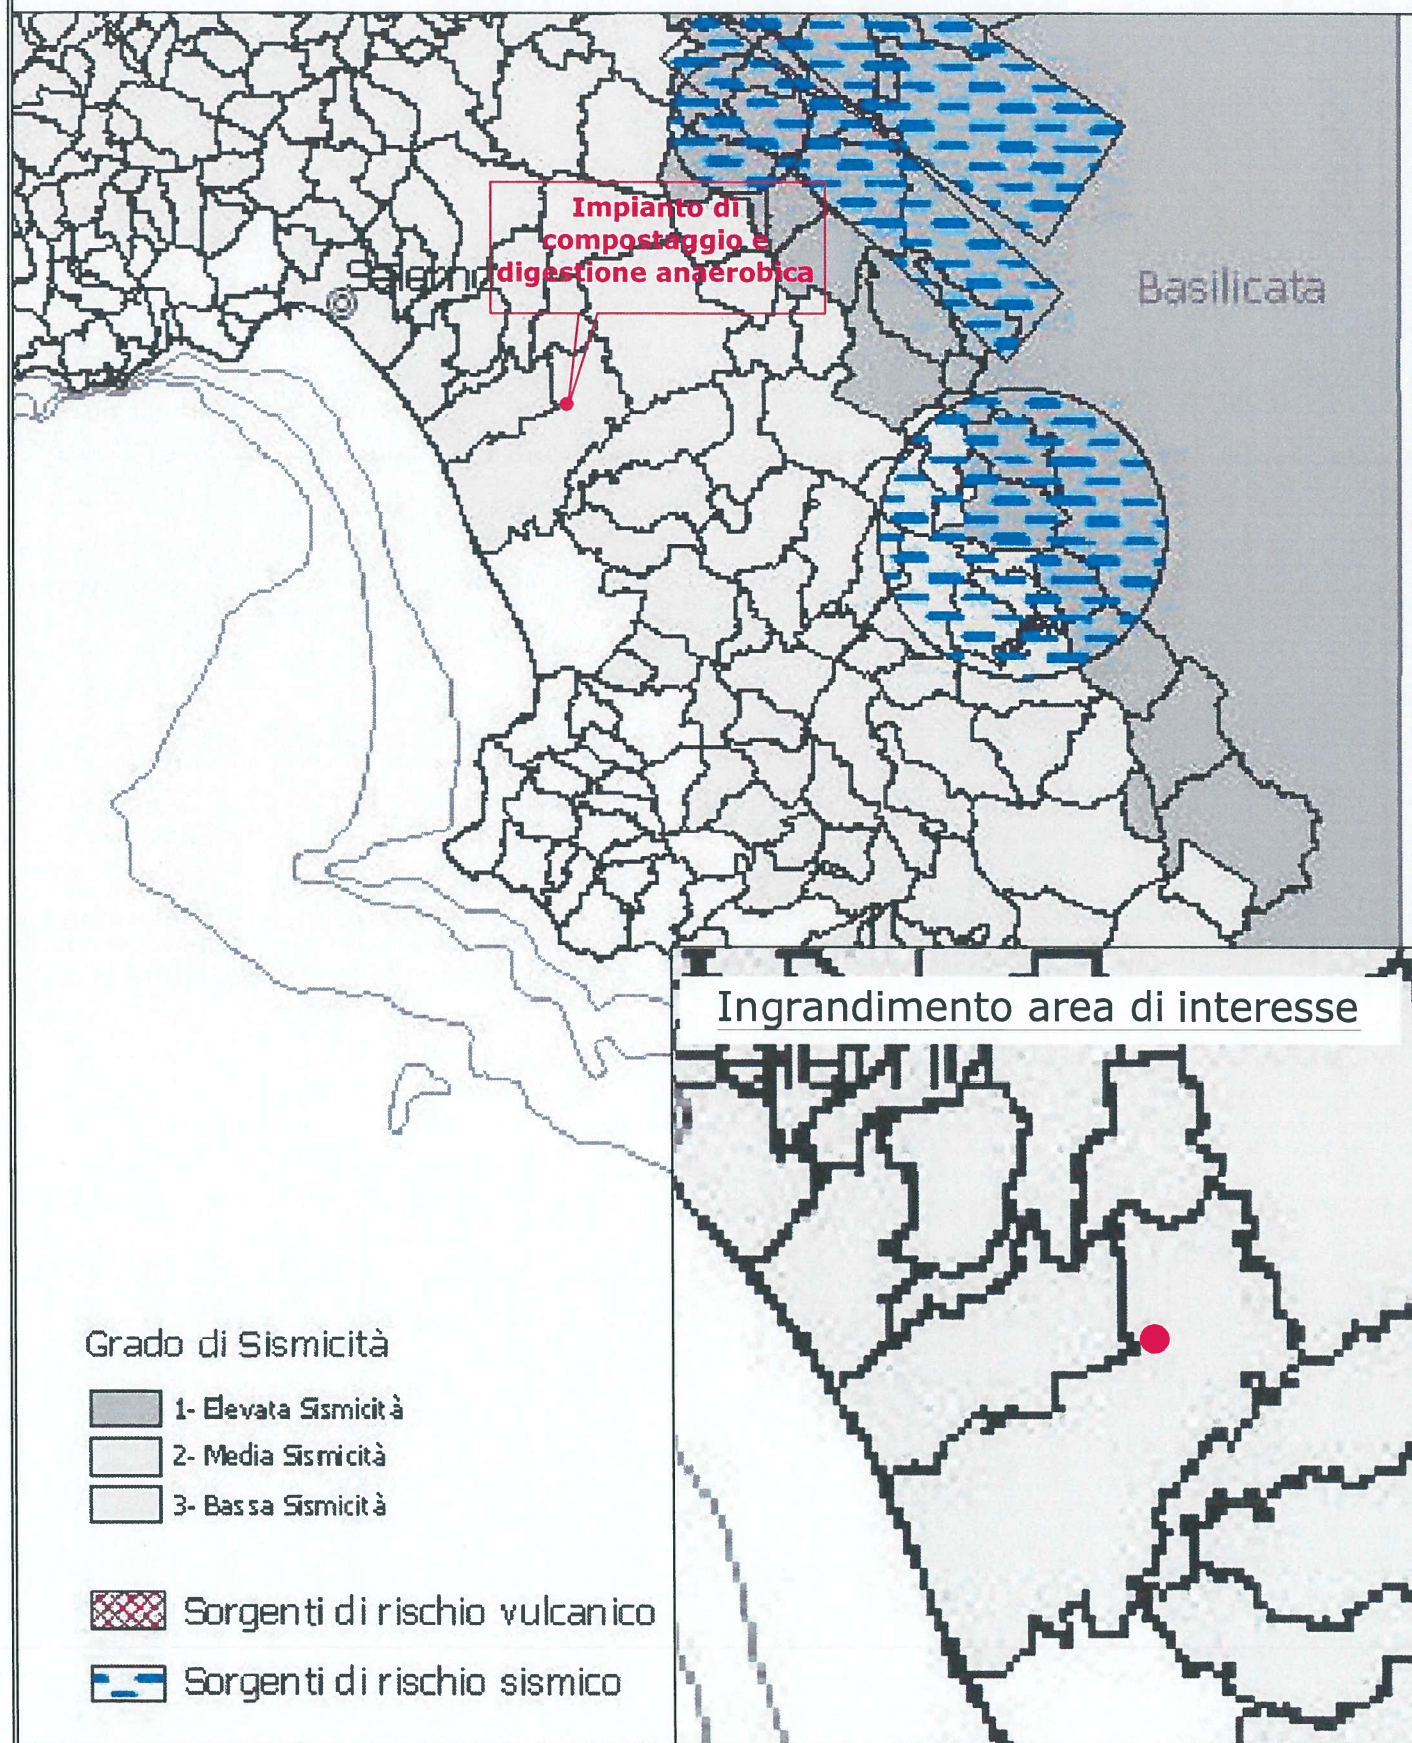 Impianto di
compostaggio e
digestione anaerobica
Salerno
Basilicata
Ingrandimento area di interesse
Grado di Sismicità
1- Elevata Sismicità
2- Media Sismicità
3- Bassa Sismicità
Sorgenti di rischio vulcanico
Sorgenti di rischio sismico